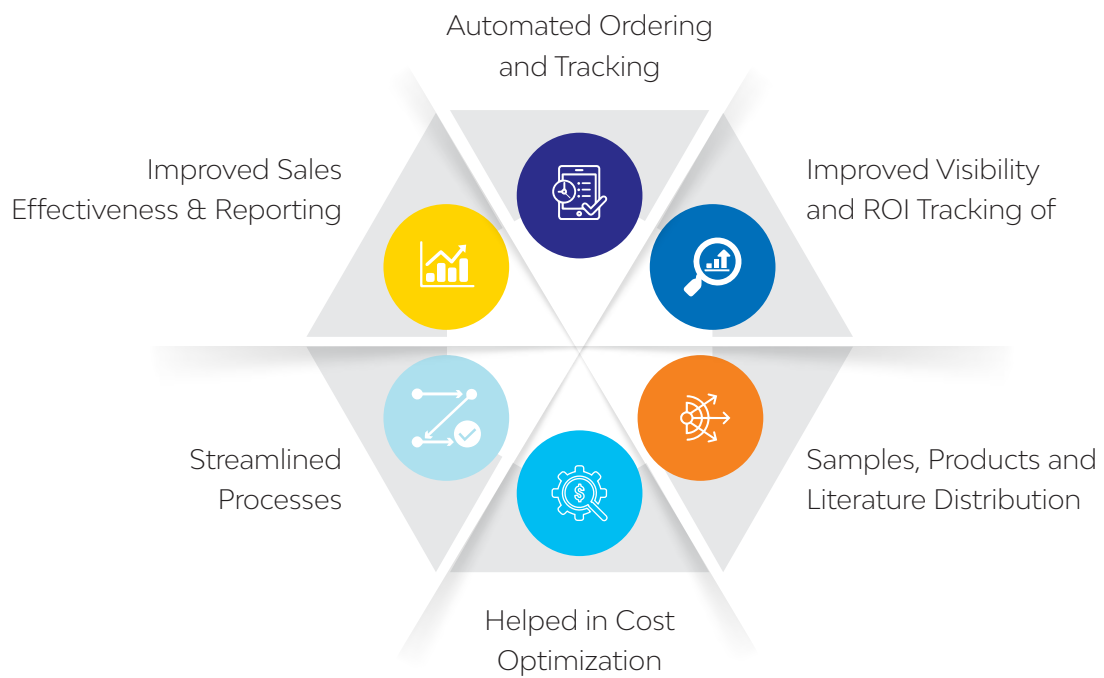 Automated Ordering
and Tracking
Improved Visibility
and ROI Tracking of
Samples, Products and
Literature Distribution
Helped in Cost
Optimization
Streamlined
Processes
Improved Sales
Effectiveness & Reporting
$